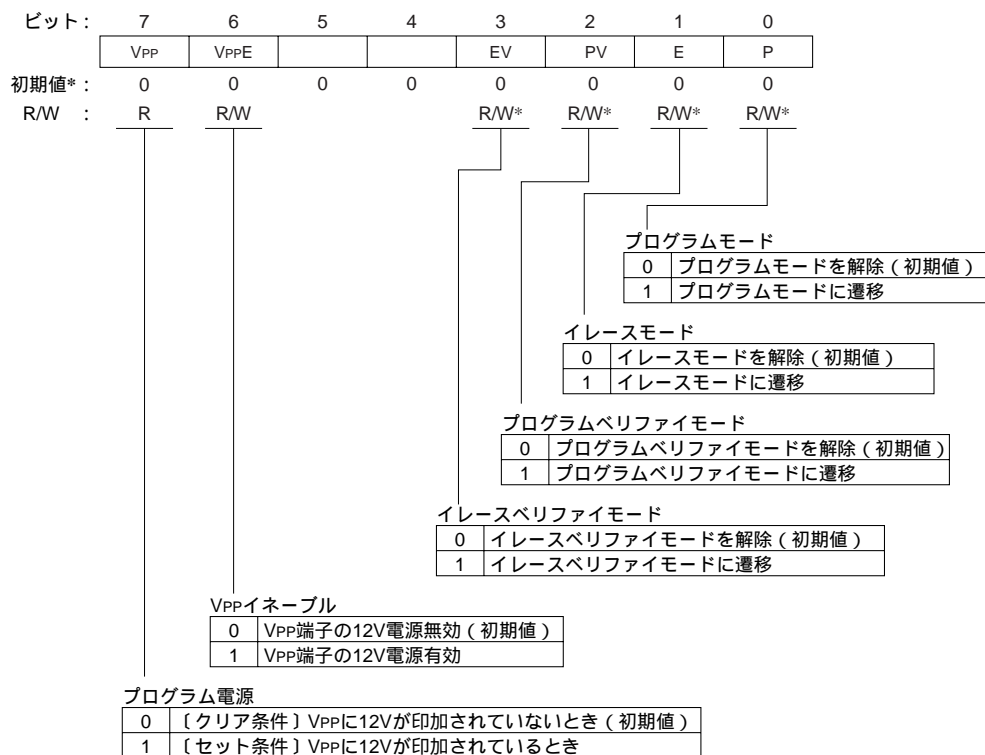 ビット : 7 6 5 4 3 2 1 0
VPP VPPE EV PV E P
初期値* : 0 0 0 0 0 0 0 0
R/W : R R/W R/W* R/W* R/W* R/W*
プログラムモード
0 プログラムモードを解除 ( 初期値 )
1 プログラムモードに遷移
イレースモード
0 イレースモードを解除 ( 初期値 )
1 イレースモードに遷移
プログラムベリファイモード
0 プログラムベリファイモードを解除 ( 初期値 )
1 プログラムベリファイモードに遷移
イレースベリファイモード
0 イレースベリファイモードを解除 ( 初期値 )
1 イレースベリファイモードに遷移
VPPイネーブル
0 VPP端子の12V電源無効 ( 初期値 )
1 VPP端子の12V電源有効
プログラム電源
0 〔クリア条件〕VPPに12Vが印加されていないとき ( 初期値 )
1 〔セット条件〕VPPに12Vが印加されているとき